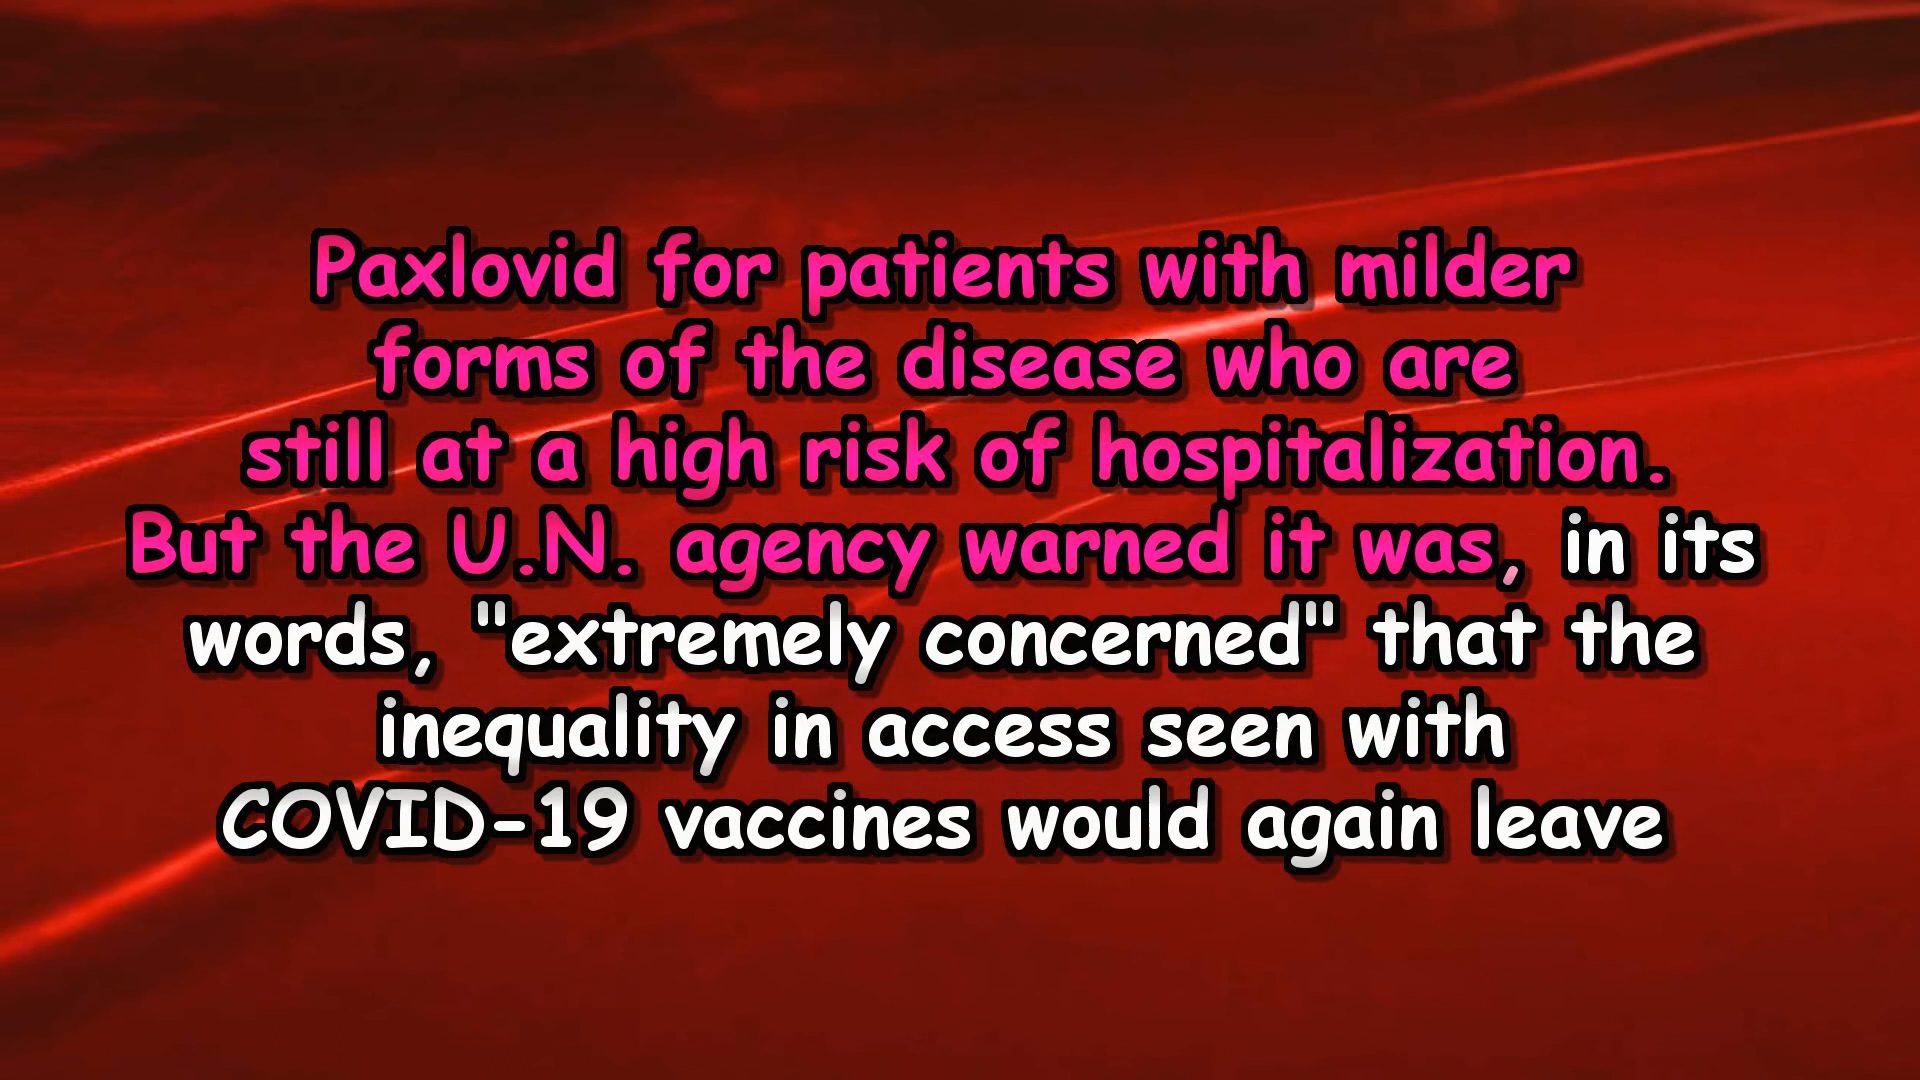 Paxlovid for patients with milder
forms of the disease who are
still at a high risk of hospitalization.
But the U.N. agency warned it was, in its
words, "extremely concerned" that the
inequality in access seen with
COVID-19 vaccines would again leave